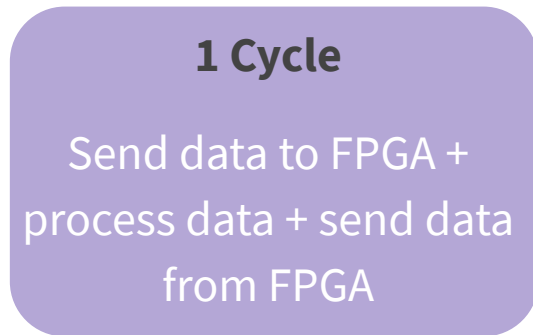 1 Cycle
Send data to FPGA +
process data + send data
from FPGA